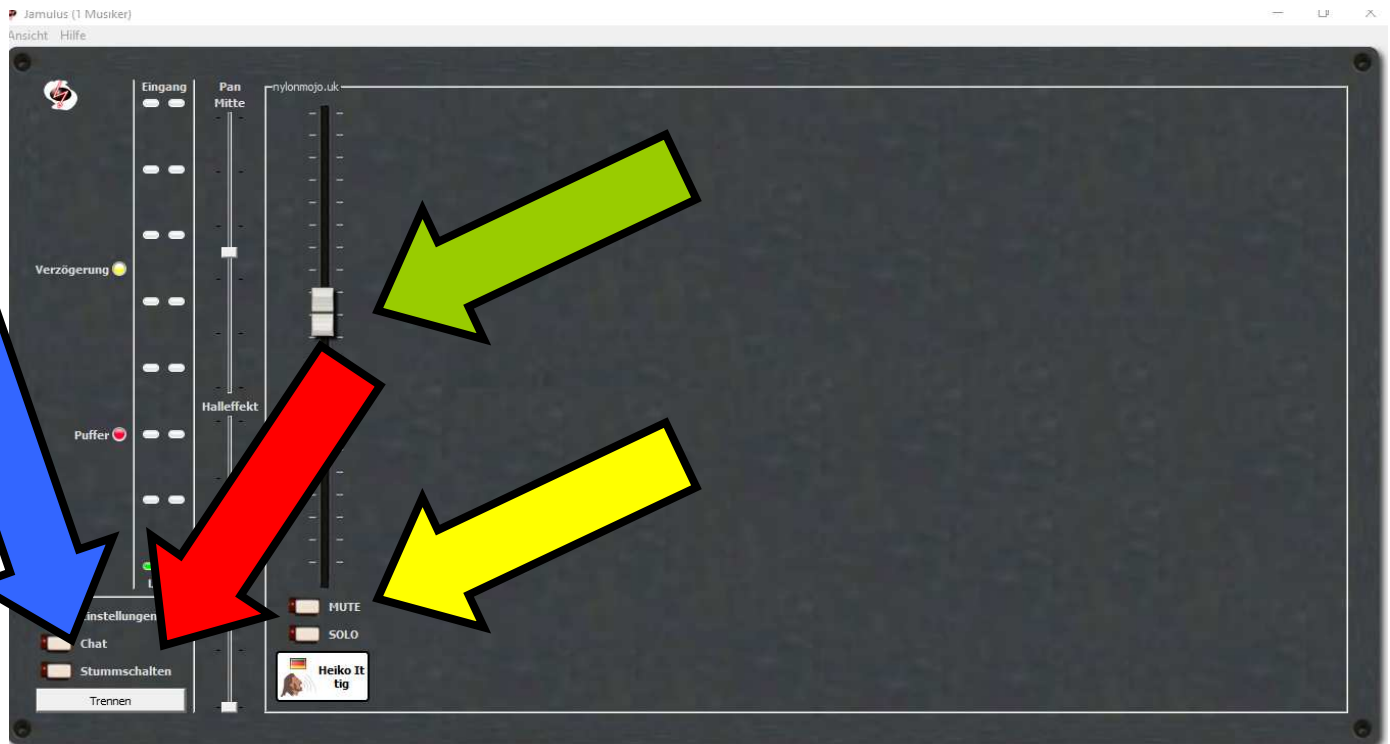 Jamulus (1 Musiker)
Ansicht Hilfe
Eingang
Pan
Mitte
nylonmojo.uk
Verzögerung
Halleffekt
Puffer
L
MUTE
SOLO
Einstellungen
Chat
Stummschalten
Trennen
Heiko It
tig